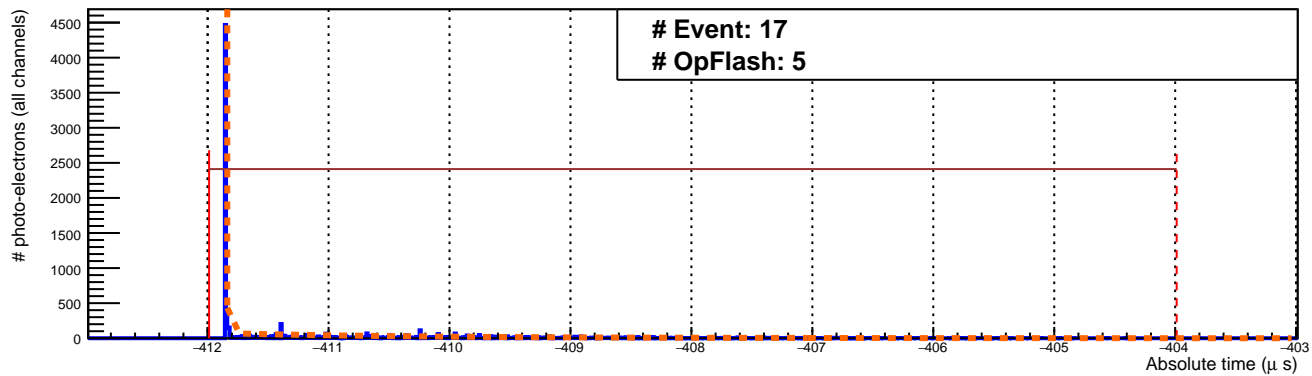 # Event: 17
# OpFlash: 5
# photo-electrons (all channels)
4500
4000
3500
3000
2500
2000
1500
1000
500
0
−412 −411 −410 −409 −408 −407 −406 −405 −404 −403
Absolute time (μ s)